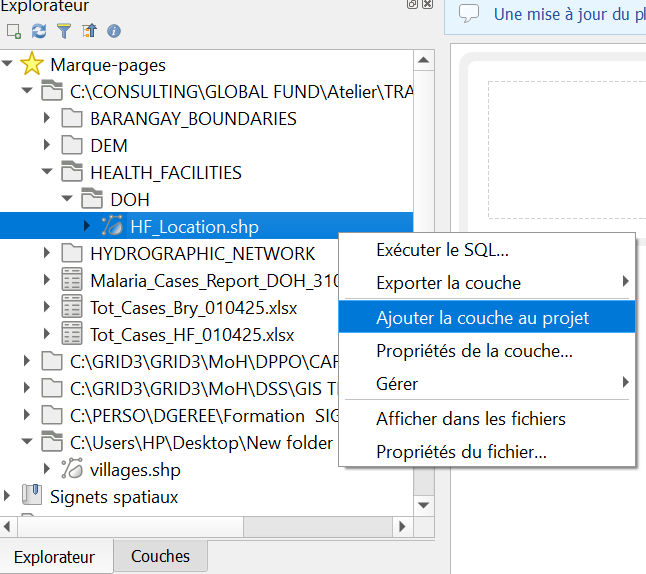 Explorateur
Une mise à jour du pl
Marque-pages
C:\CONSULTING\GLOBAL FUND\Atelier\TRA
BARANGAY_BOUNDARIES
DEM
HEALTH_FACILITIES
DOH
HF_Location.shp
HYDROGRAPHIC_NETWORK
Malaria_Cases_Report_DOH_310
Tot_Cases_Bry_010425.xlsx
Tot_Cases_HF_010425.xlsx
C:\GRID3\GRID3\MoH\DPPO\CAR
C:\GRID3\GRID3\MoH\DSS\GIS T
C:\PERSO\DGEREE\Formation SIG
C:\Users\HP\Desktop\New folder
villages.shp
Signets spatiaux
Exécuter le SQL...
Exporter la couche
Ajouter la couche au projet
Propriétés de la couche...
Gérer
Afficher dans les fichiers
Propriétés du fichier...
Explorateur
Couches